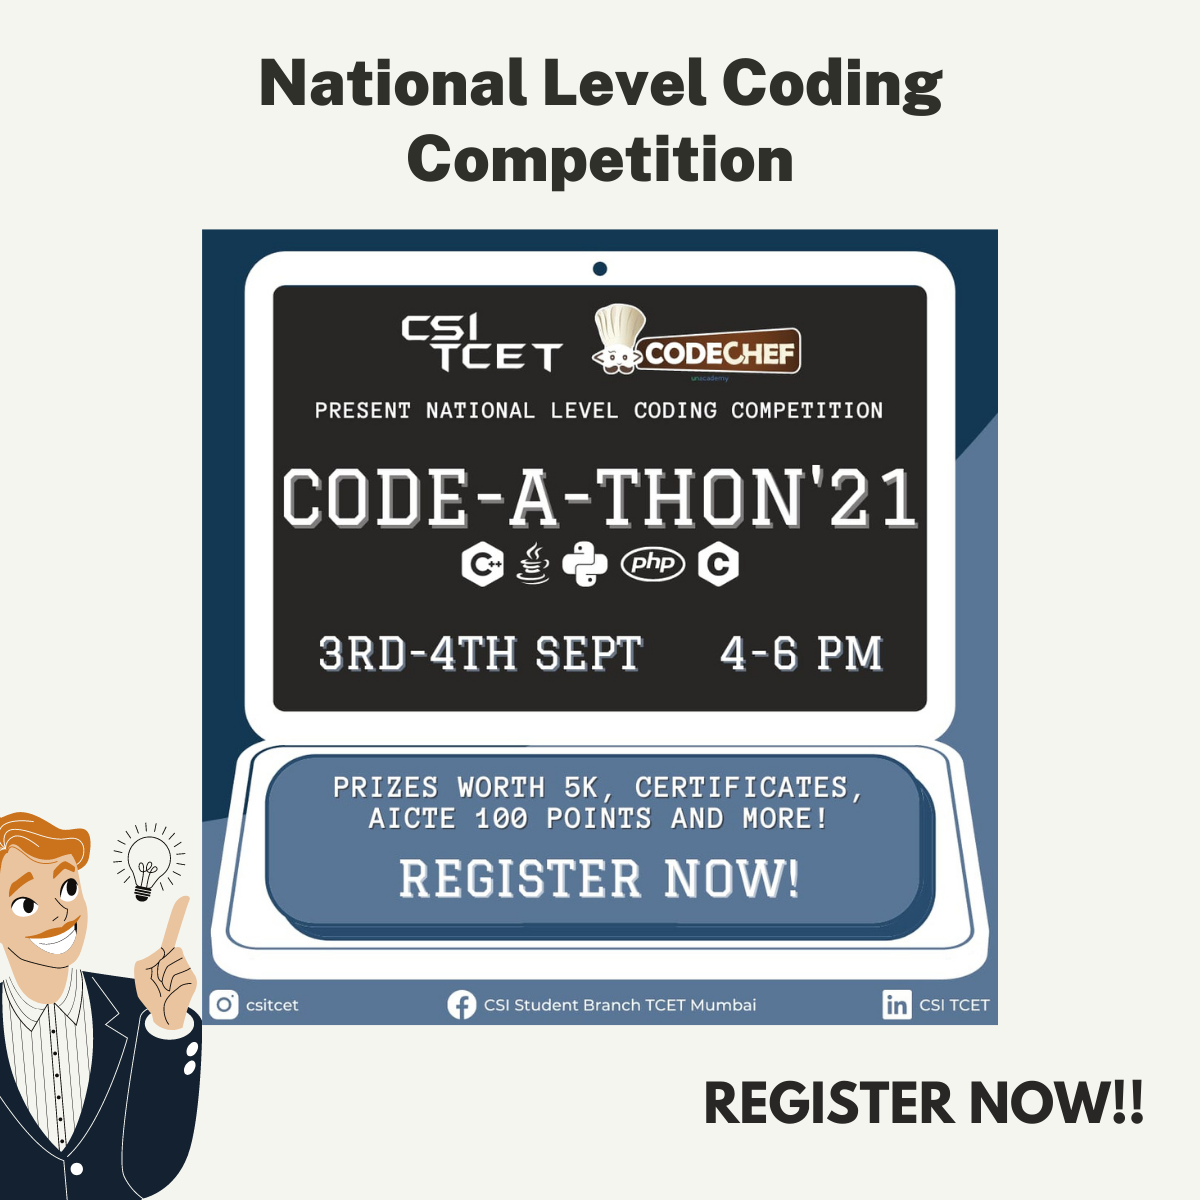 National Level Coding
Competition
CSI
TCET
CODECHEF
unacademy
PRESENT NATIONAL LEVEL CODING COMPETITION
CODE-A-THON'21
C++ php C
3RD-4TH SEPT 4-6 PM
PRIZES WORTH 5K, CERTIFICATES,
AICTE 100 POINTS AND MORE!
REGISTER NOW!
csitcet CSI Student Branch TCET Mumbai in CSI TCET
REGISTER NOW!!